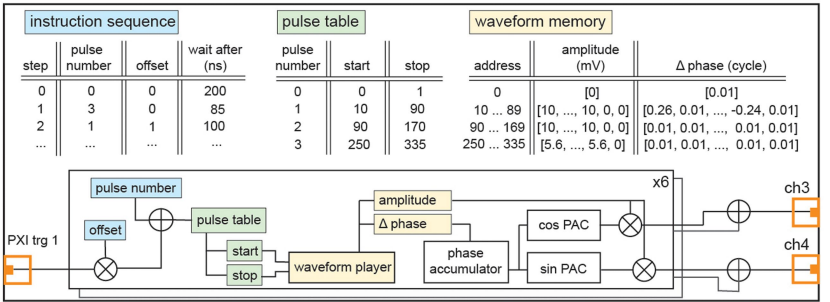 instruction sequence
pulse table
waveform memory
step pulse number offset wait after (ns)
0 0 0 200
1 3 0 85
2 1 1 100
... ... ... ...
pulse number start stop
0 0 1
1 10 90
2 90 170
3 250 335
address amplitude (mV) Δ phase (cycle)
0 [0] [0.01]
10 ... 89 [10, ..., 10, 0, 0] [0.26, 0.01, ..., -0.24, 0.01]
90 ... 169 [10, ..., 10, 0, 0] [0.01, 0.01, ..., 0.01, 0.01]
250 ... 335 [5.6, ..., 5.6, 0] [0.01, 0.01, ..., 0.01, 0.01]
x6
pulse number
amplitude
ch3
pulse table
Δ phase
cos PAC
PXI trg 1
offset
start
stop
waveform player
phase accumulator
sin PAC
ch4